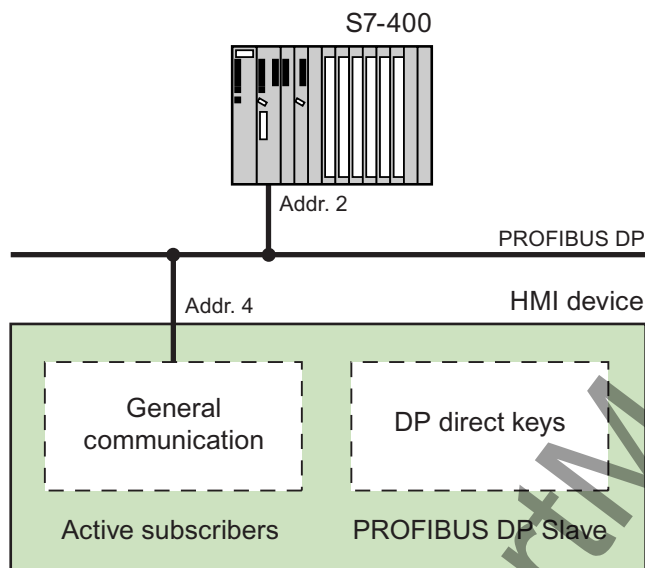 S7-400
Addr. 2
PROFIBUS DP
Addr. 4
HMI device
General
communication
DP direct keys
Active subscribers
PROFIBUS DP Slave
rtM